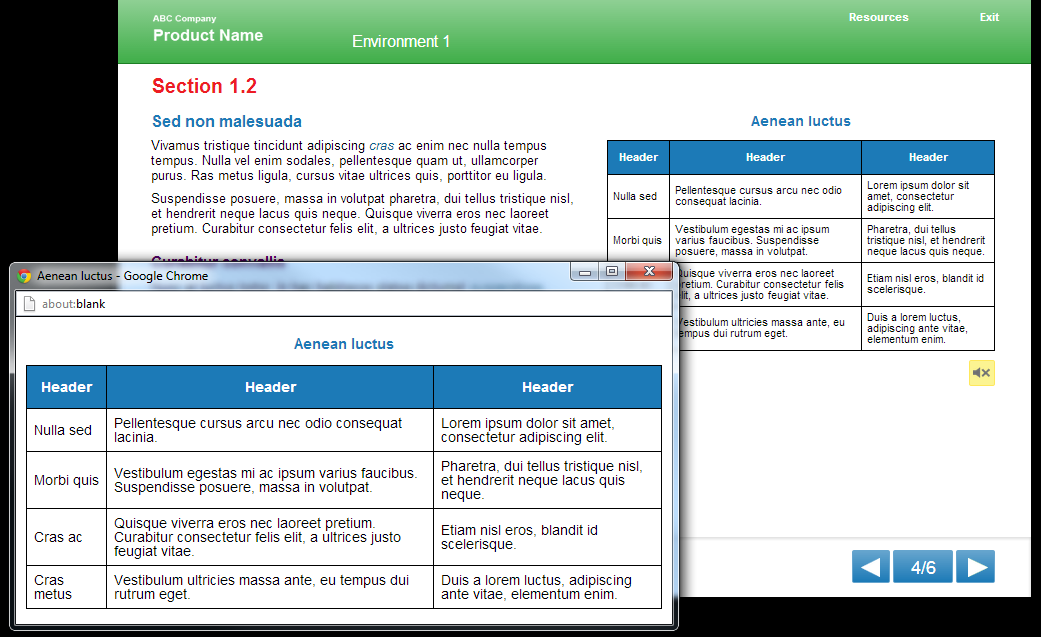 ABC Company
Product Name
Environment 1
Resources
Exit
Section 1.2
Sed non malesuada
Vivamus tristique tincidunt adipiscing cras ac enim nec nulla tempus
tempus. Nulla vel enim sodales, pellentesque quam ut, ullamcorper
purus. Ras metus ligula, cursus vitae ultrices quis, porttitor eu ligula.
Suspendisse posuere, massa in volutpat pharetra, dui tellus tristique nisl,
et hendrerit neque lacus quis neque. Quisque viverra eros nec laoreet
pretium. Curabitur consectetur felis elit, a ultrices justo feugiat vitae.
Curabitur convallis
Aenean luctus
Header Header Header
Nulla sed
Pellentesque cursus arcu nec odio
consequat lacinia.
Lorem ipsum dolor sit
amet, consectetur
adipiscing elit.
Morbi quis
Vestibulum egestas mi ac ipsum
varius faucibus. Suspendisse
posuere, massa in volutpat.
Pharetra, dui tellus
tristique nisl, et hendrerit
neque lacus quis neque.
Quisque viverra eros nec laoreet
pretium. Curabitur consectetur felis
elit, a ultrices justo feugiat vitae.
Etiam nisl eros, blandit id
scelerisque.
Vestibulum ultricies massa ante, eu
tempus dui rutrum eget.
Duis a lorem luctus,
adipiscing ante vitae,
elementum enim.
4/6
Aenean luctus - Google Chrome
about:blank
Aenean luctus
Header Header Header
Nulla sed
Pellentesque cursus arcu nec odio consequat
lacinia.
Lorem ipsum dolor sit amet,
consectetur adipiscing elit.
Morbi quis
Vestibulum egestas mi ac ipsum varius faucibus.
Suspendisse posuere, massa in volutpat.
Pharetra, dui tellus tristique nisl,
et hendrerit neque lacus quis
neque.
Cras ac
Quisque viverra eros nec laoreet pretium.
Curabitur consectetur felis elit, a ultrices justo
feugiat vitae.
Etiam nisl eros, blandit id
scelerisque.
Cras
metus
Vestibulum ultricies massa ante, eu tempus dui
rutrum eget.
Duis a lorem luctus, adipiscing
ante vitae, elementum enim.